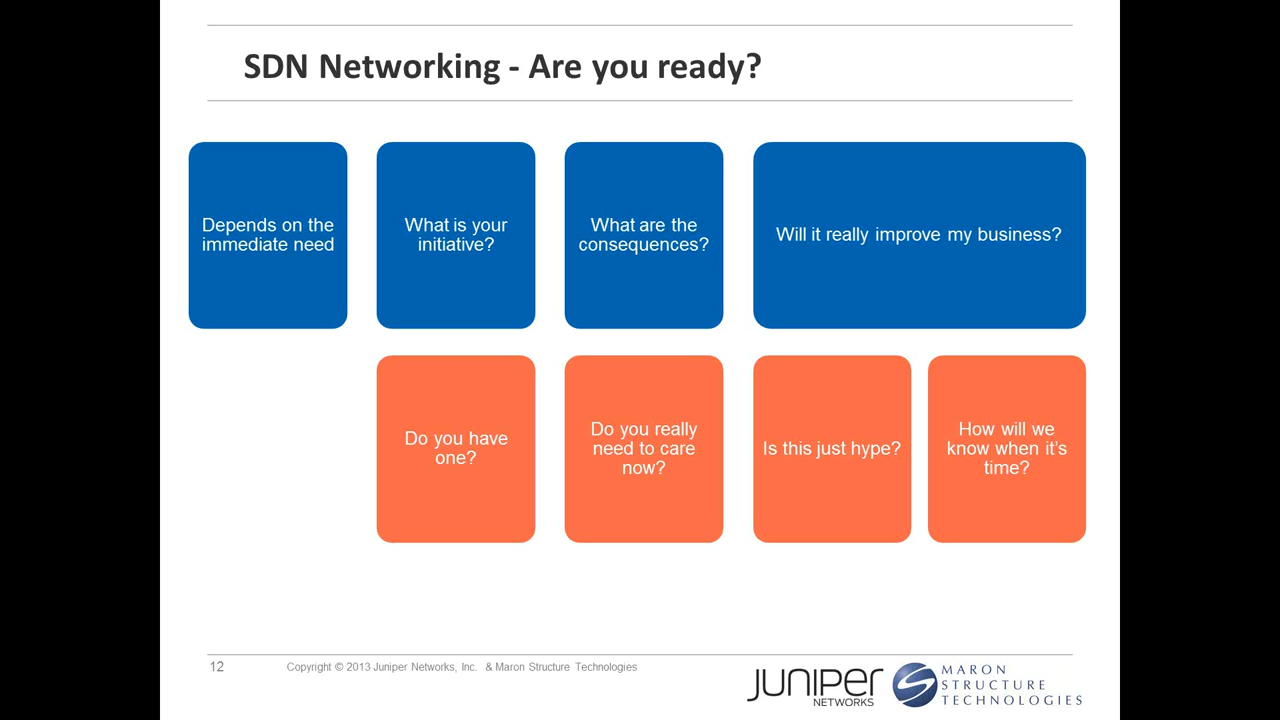 SDN Networking - Are you ready?
Depends on the
immediate need
What is your
initiative?
What are the
consequences?
Will it really improve my business?
Do you have
one?
Do you really
need to care
now?
Is this just hype?
How will we
know when it's
time?
12
Copyright © 2013 Juniper Networks, Inc. & Maron Structure Technologies
JUNIPER
NETWORKS
MARON
STRUCTURE
TECHNOLOGIES